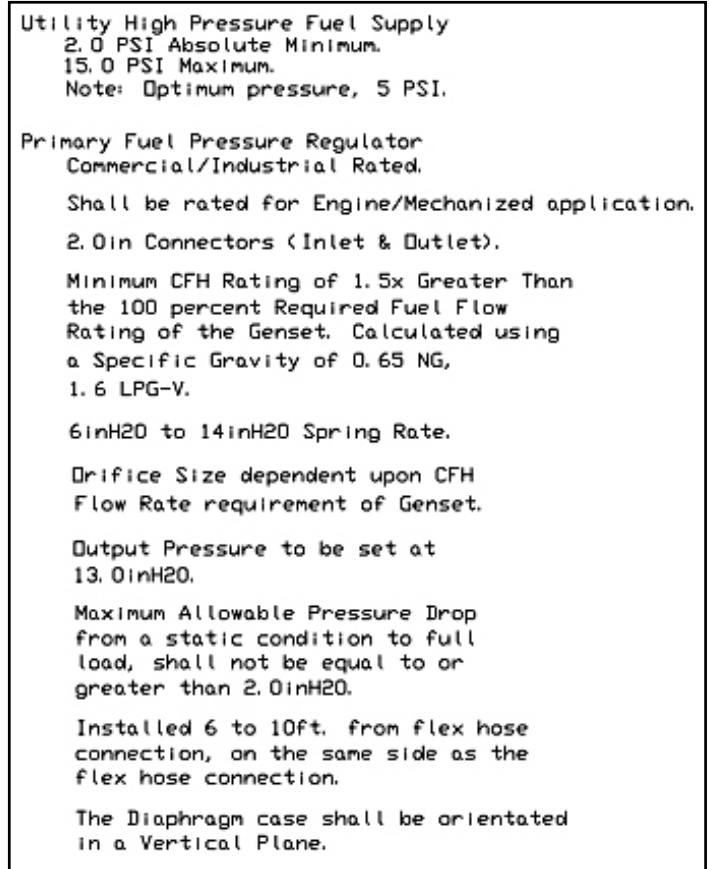 Utility High Pressure Fuel Supply
2.0 PSI Absolute Minimum.
15.0 PSI Maximum.
Note: Optimum pressure, 5 PSI.
Primary Fuel Pressure Regulator
Commercial/Industrial Rated.
Shall be rated for Engine/Mechanized application.
2.0in Connectors (Inlet & Outlet).
Minimum CFH Rating of 1.5x Greater Than
the 100 percent Required Fuel Flow
Rating of the Genset. Calculated using
a Specific Gravity of 0.65 NG,
1.6 LPG-V.
6inH2O to 14inH2O Spring Rate.
Orifice Size dependent upon CFH
Flow Rate requirement of Genset.
Output Pressure to be set at
13.0inH2O.
Maximum Allowable Pressure Drop
from a static condition to full
load, shall not be equal to or
greater than 2.0inH2O.
Installed 6 to 10ft. from flex hose
connection, on the same side as the
flex hose connection.
The Diaphragm case shall be orientated
in a Vertical Plane.